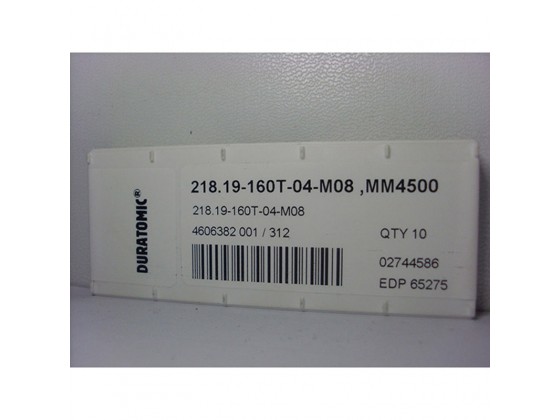 DURATOMIC®
218.19-160T-04-M08 ,MM4500
218.19-160T-04-M08
4606382 001 / 312
QTY 10
02744586
EDP 65275